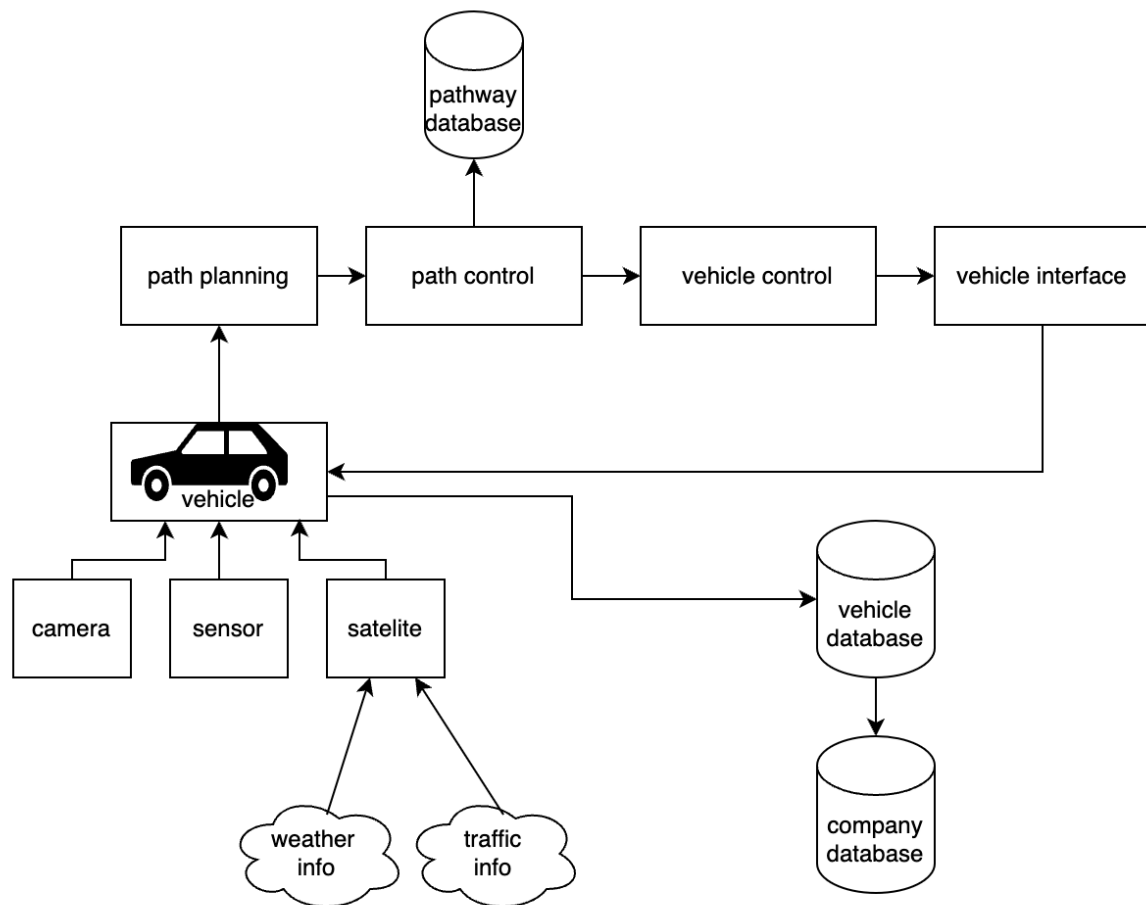 pathway
database
path planning
path control
vehicle control
vehicle interface
vehicle
camera
sensor
satelite
vehicle
database
weather
info
traffic
info
company
database